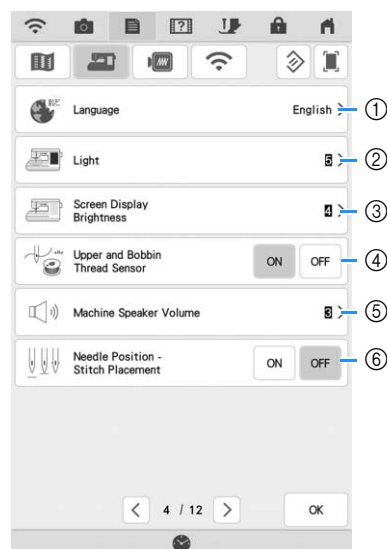 Language
English >
①
Light
5 >
②
Screen Display
Brightness
4 >
③
Upper and Bobbin
Thread Sensor
ON
OFF
④
Machine Speaker Volume
3 >
⑤
Needle Position -
Stitch Placement
ON
OFF
⑥
< 4 / 12 >
OK